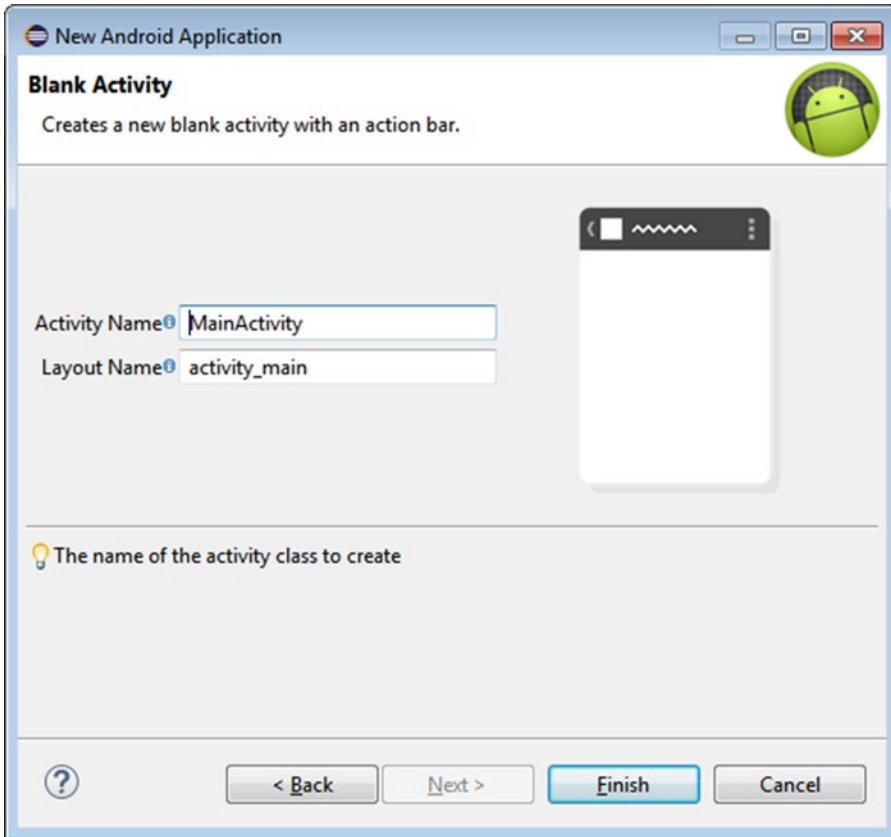 New Android Application
Blank Activity
Creates a new blank activity with an action bar.
Activity Name MainActivity
Layout Name activity_main
The name of the activity class to create
< Back Next > Finish Cancel